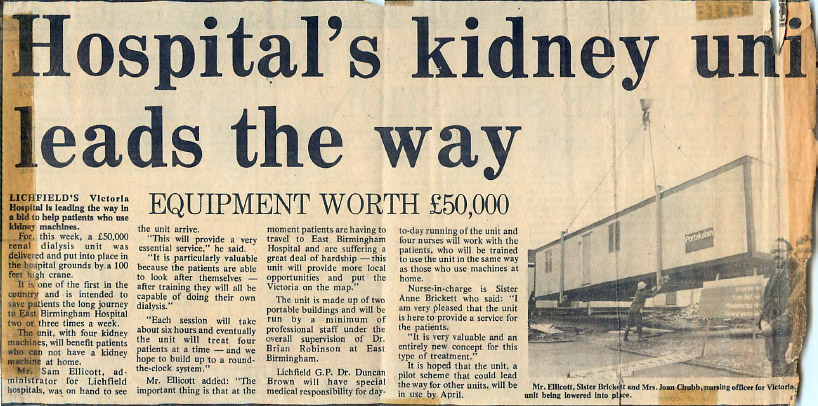 Hospital's kidney uni
leads the way
EQUIPMENT WORTH £50,000
LICHFIELD'S Victoria
Hospital is leading the way in
a bid to help patients who use
kidney machines.
For, this week, a £50,000
renal dialysis unit was
delivered and put into place in
the hospital grounds by a 100
feet high crane.
It is one of the first in the
country and is intended to
save patients the long journey
to East Birmingham Hospital
two or three times a week.
The unit, with four kidney
machines, will benefit patients
who can not have a kidney
machine at home.
Mr. Sam Ellicott, ad-
ministrator for Lichfield
hospitals, was on hand to see
the unit arrive.
"This will provide a very
essential service," he said.
"It is particularly valuable
because the patients are able
to look after themselves —
after training they will all be
capable of doing their own
dialysis."
"Each session will take
about six hours and eventually
the unit will treat four
patients at a time — and we
hope to build up to a round-
the-clock system."
Mr. Ellicott added: "The
important thing is that at the
moment patients are having to
travel to East Birmingham
Hospital and are suffering a
great deal of hardship — this
unit will provide more local
opportunities and put the
Victoria on the map."
The unit is made up of two
portable buildings and will be
run by a minimum of
professional staff under the
overall supervision of Dr.
Brian Robinson at East
Birmingham.
Lichfield G.P. Dr. Duncan
Brown will have special
medical responsibility for day-
to-day running of the unit and
four nurses will work with the
patients, who will be trained
to use the unit in the same way
as those who use machines at
home.
Nurse-in-charge is Sister
Anne Brickett who said: "I
am very pleased that the unit
is here to provide a service for
the patients.
"It is very valuable and an
entirely new concept for this
type of treatment."
It is hoped that the unit, a
pilot scheme that could lead
the way for other units, will be
in use by April.
Portakabin
Mr. Ellicott, Sister Brickett and Mrs. Joan Chubb, nursing officer for Victoria,
unit being lowered into place.